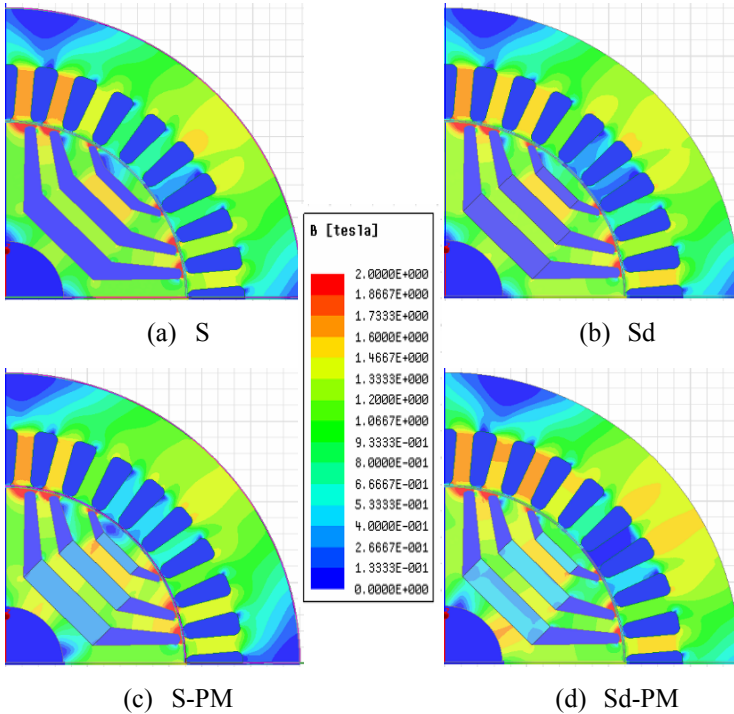 B [tesla]
2.0000E+000
1.8667E+000
1.7333E+000
1.6000E+000
1.4667E+000
1.3333E+000
1.2000E+000
1.0667E+000
9.3333E-001
8.0000E-001
6.6667E-001
5.3333E-001
4.0000E-001
2.6667E-001
1.3333E-001
0.0000E+000
(a) S
(b) Sd
(c) S-PM
(d) Sd-PM